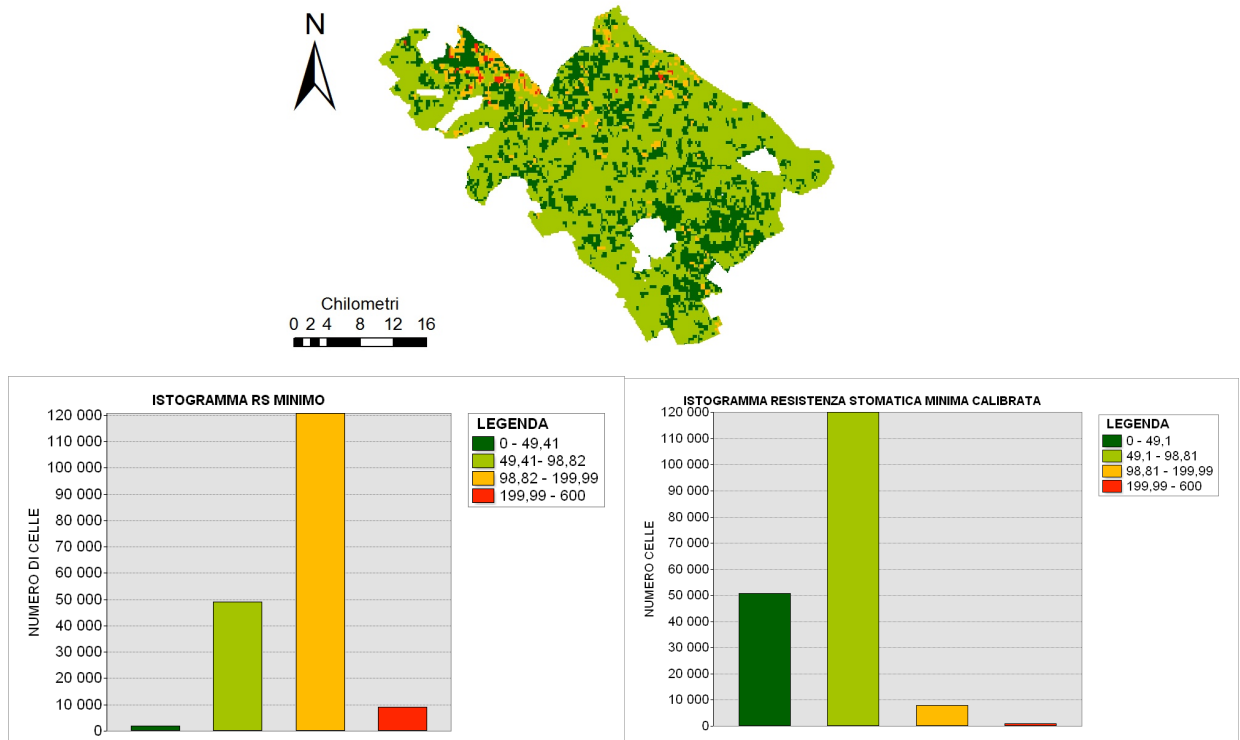 N
Chilometri
0 2 4 8 12 16
ISTOGRAMMA RS MINIMO
NUMERO DI CELLE
120 000
110 000
100 000
90 000
80 000
70 000
60 000
50 000
40 000
30 000
20 000
10 000
0
LEGENDA
0 - 49,41
49,41- 98,82
98,82 - 199,99
199,99 - 600
ISTOGRAMMA RESISTENZA STOMATICA MINIMA CALIBRATA
NUMERO CELLE
120 000
110 000
100 000
90 000
80 000
70 000
60 000
50 000
40 000
30 000
20 000
10 000
0
LEGENDA
0 - 49,1
49,1 - 98,81
98,81 - 199,99
199,99 - 600